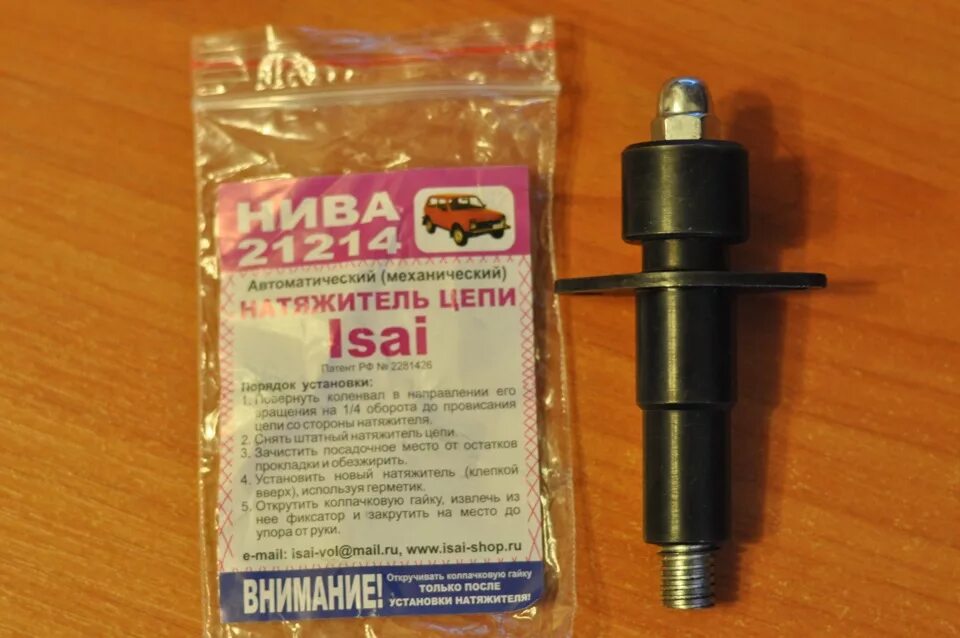 НИВА
21214
Автоматический (механический)
НАТЯЖИТЕЛЬ ЦЕПИ
Isai
Патент РФ № 2281426
Порядок установки:
1. Повернуть коленвал в направлении его
вращения на 1/4 оборота до провисания
цепи со стороны натяжителя.
2. Снять штатный натяжитель цепи.
3. Зачистить посадочное место от остатков
прокладки и обезжирить.
4. Установить новый натяжитель (клепкой
вверх), используя герметик.
5. Открутить колпачковую гайку, извлечь из
нее фиксатор и закрутить на место до
упора от руки.
e-mail: isai-vol@mail.ru, www.isai-shop.ru
ВНИМАНИЕ!
Откручивать колпачковую гайку
ТОЛЬКО ПОСЛЕ
УСТАНОВКИ НАТЯЖИТЕЛЯ!